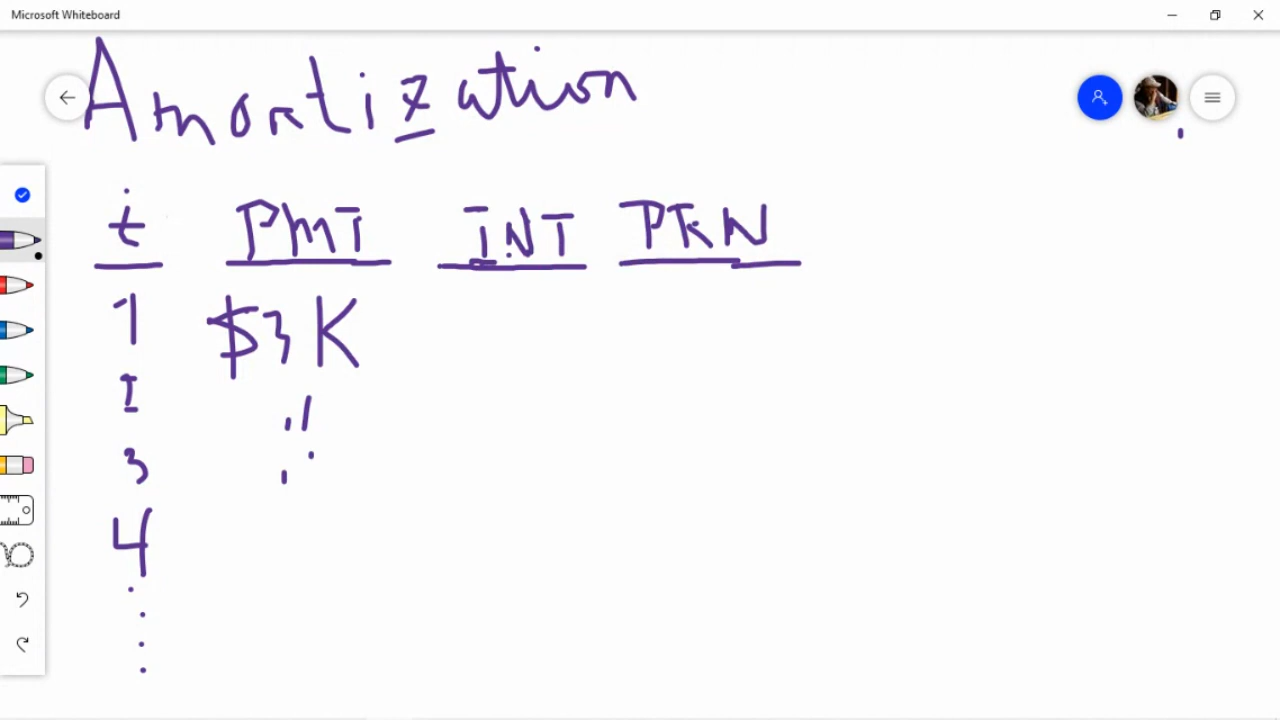 Microsoft Whiteboard
Amortization
t PMT INT PRN
1 $3K
2 "
3 "
4